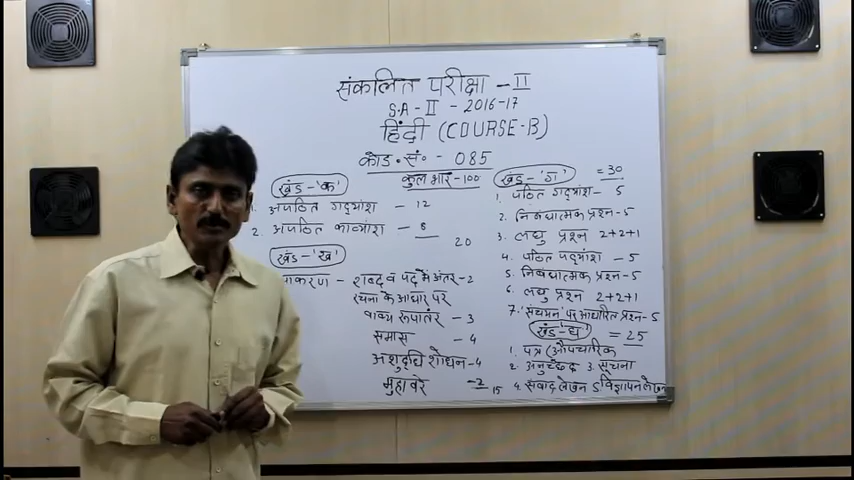 संकलित परीक्षा - II
S.A - II - 2016-17
हिंदी (COURSE-B)
कोड.सं. - 085
कुल भार - 100
खंड - 'क'
1. अपठित गद्यांश - 12
2. अपठित काव्यांश - 8
20
खंड - 'ख'
व्याकरण - शब्द व पद में अंतर - 2
रचना के आधार पर
वाक्य रूपांतर - 3
समास - 4
अशुद्धि शोधन - 4
मुहावरे - 2
15
खंड - 'ग' = 30
1. पठित गद्यांश - 5
2. निबंधात्मक प्रश्न - 5
3. लघु प्रश्न 2+2+1
4. पठित पद्यांश - 5
5. निबंधात्मक प्रश्न - 5
6. लघु प्रश्न 2+2+1
7. 'संचयन' पर आधारित प्रश्न - 5
खंड - 'घ' = 25
1. पत्र (औपचारिक
2. अनुच्छेद 3. सूचना
4. संवाद लेखन 5 विज्ञापन लेखन